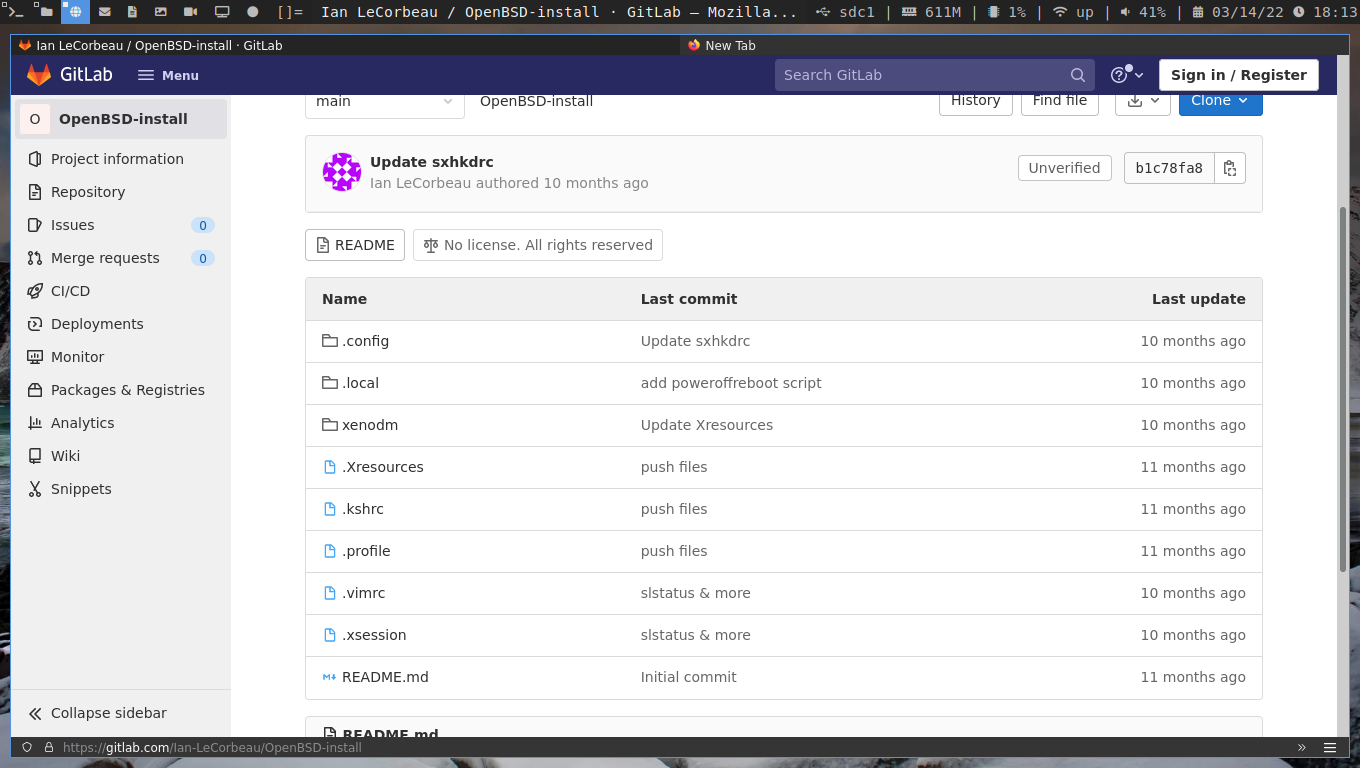 []= Ian LeCorbeau / OpenBSD-install · GitLab — Mozilla... sdc1 | 611M | 1% | up | 41% | 03/14/22 18:13
Ian LeCorbeau / OpenBSD-install · GitLab New Tab
GitLab Menu Search GitLab Sign in / Register
main OpenBSD-install History Find file Clone
O OpenBSD-install
Project information
Repository
Issues 0
Merge requests 0
CI/CD
Deployments
Monitor
Packages & Registries
Analytics
Wiki
Snippets
Collapse sidebar
Update sxhkdrc
Ian LeCorbeau authored 10 months ago
Unverified b1c78fa8
README No license. All rights reserved
Name Last commit Last update
.config Update sxhkdrc 10 months ago
.local add poweroffreboot script 10 months ago
xenodm Update Xresources 10 months ago
.Xresources push files 11 months ago
.kshrc push files 11 months ago
.profile push files 11 months ago
.vimrc slstatus & more 10 months ago
.xsession slstatus & more 10 months ago
README.md Initial commit 11 months ago
README.md
https://gitlab.com/Ian-LeCorbeau/OpenBSD-install